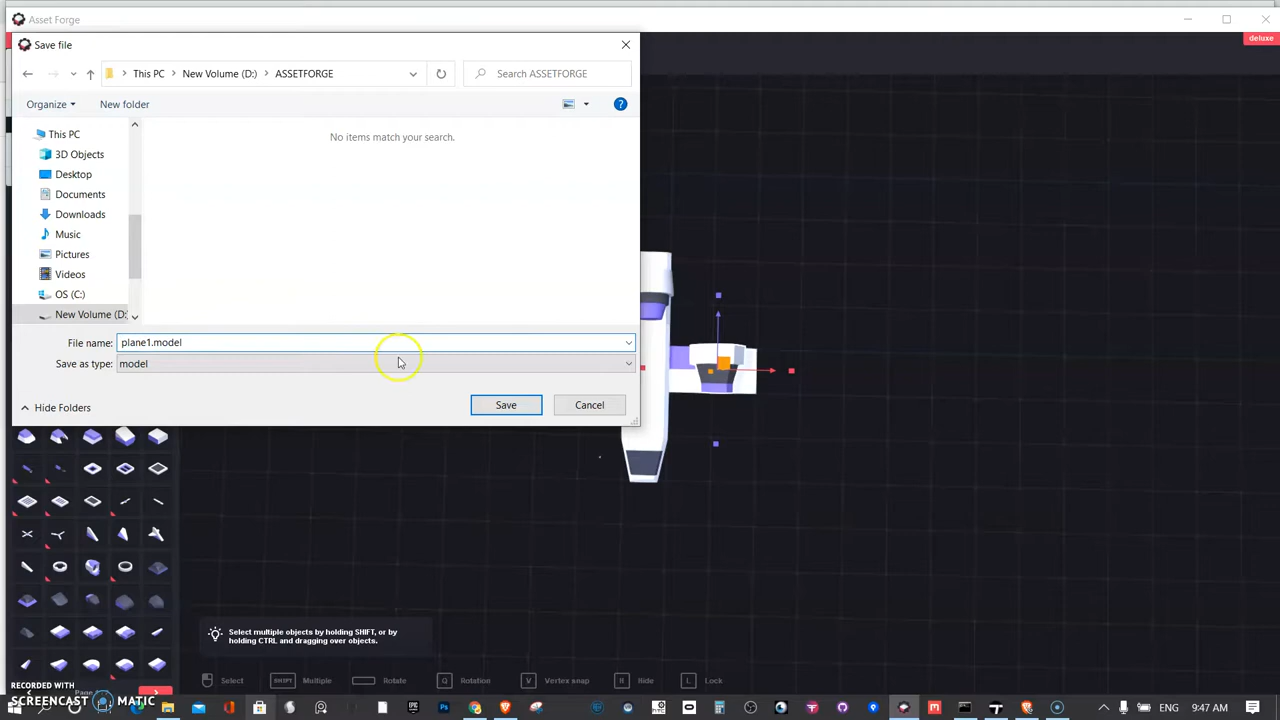 Asset Forge
deluxe
Save file
This PC
New Volume (D:)
ASSETFORGE
Search ASSETFORGE
Organize
New folder
?
No items match your search.
This PC
3D Objects
Desktop
Documents
Downloads
Music
Pictures
Videos
OS (C:)
New Volume (D:
File name: plane1.model
Save as type: model
Hide Folders
Save
Cancel
Select multiple objects by holding SHIFT, or by
holding CTRL and dragging over objects.
Select
SHIFT Multiple
Rotate
Q Rotation
V Vertex snap
H Hide
L Lock
RECORDED WITH
SCREENCAST MATIC
9:47 AM